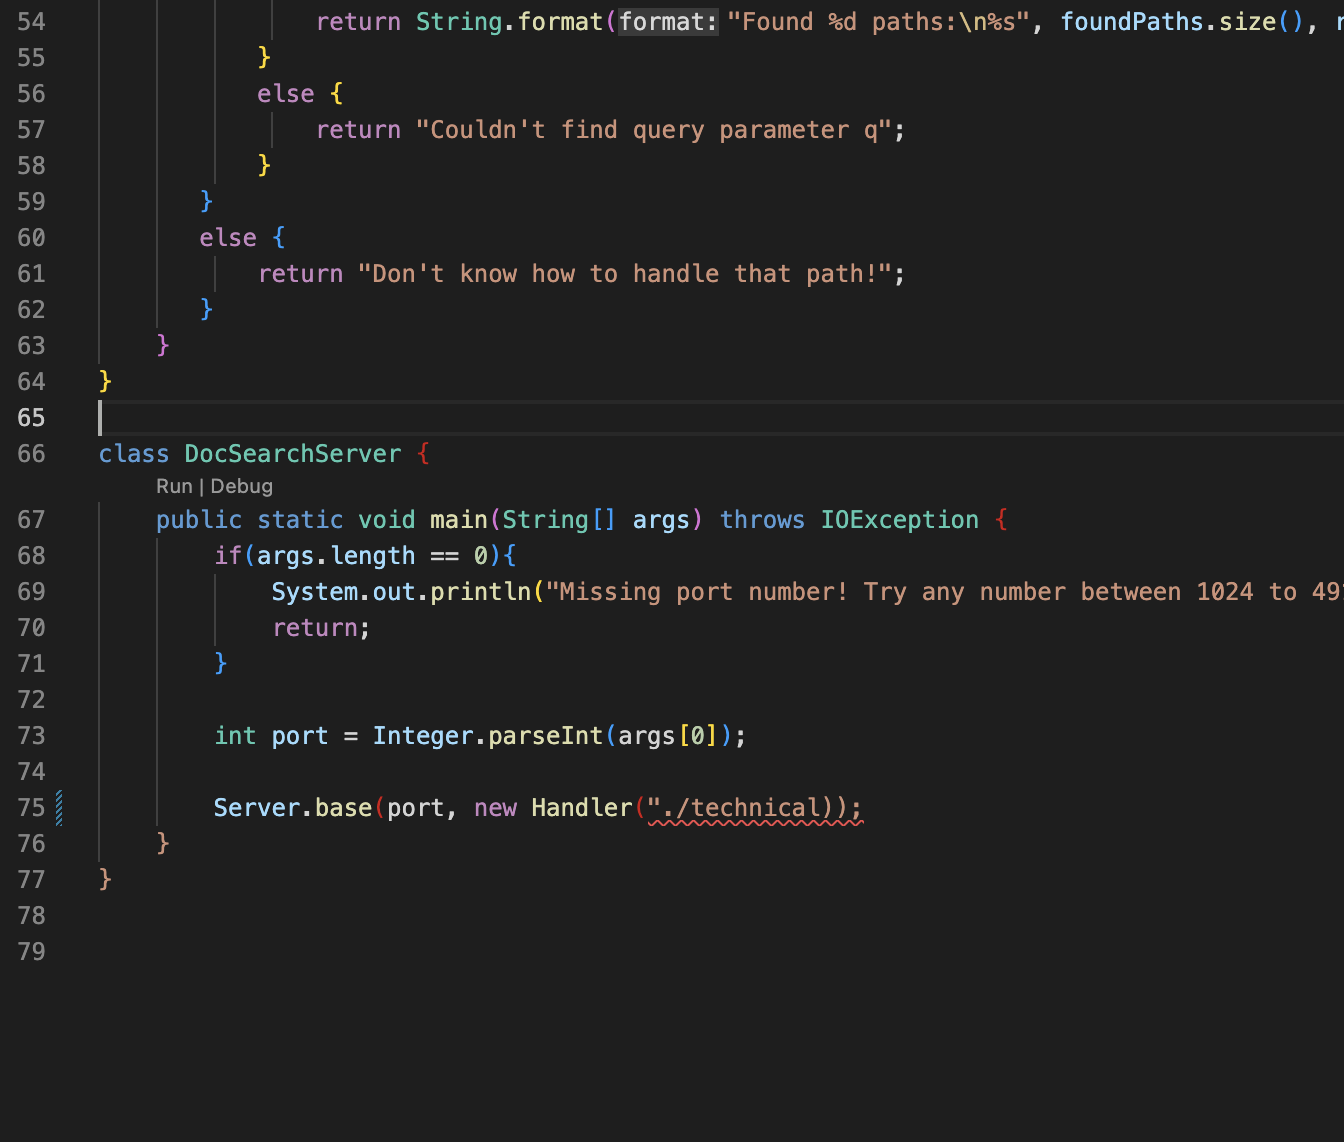 54 return String.format(format: "Found %d paths:\n%s", foundPaths.size(),
55 }
56 else {
57 return "Couldn't find query parameter q";
58 }
59 }
60 else {
61 return "Don't know how to handle that path!";
62 }
63 }
64 }
65
66 class DocSearchServer {
Run | Debug
67 public static void main(String[] args) throws IOException {
68 if(args.length == 0){
69 System.out.println("Missing port number! Try any number between 1024 to 49
70 return;
71 }
72
73 int port = Integer.parseInt(args[0]);
74
75 Server.base(port, new Handler("./technical));
76 }
77 }
78
79